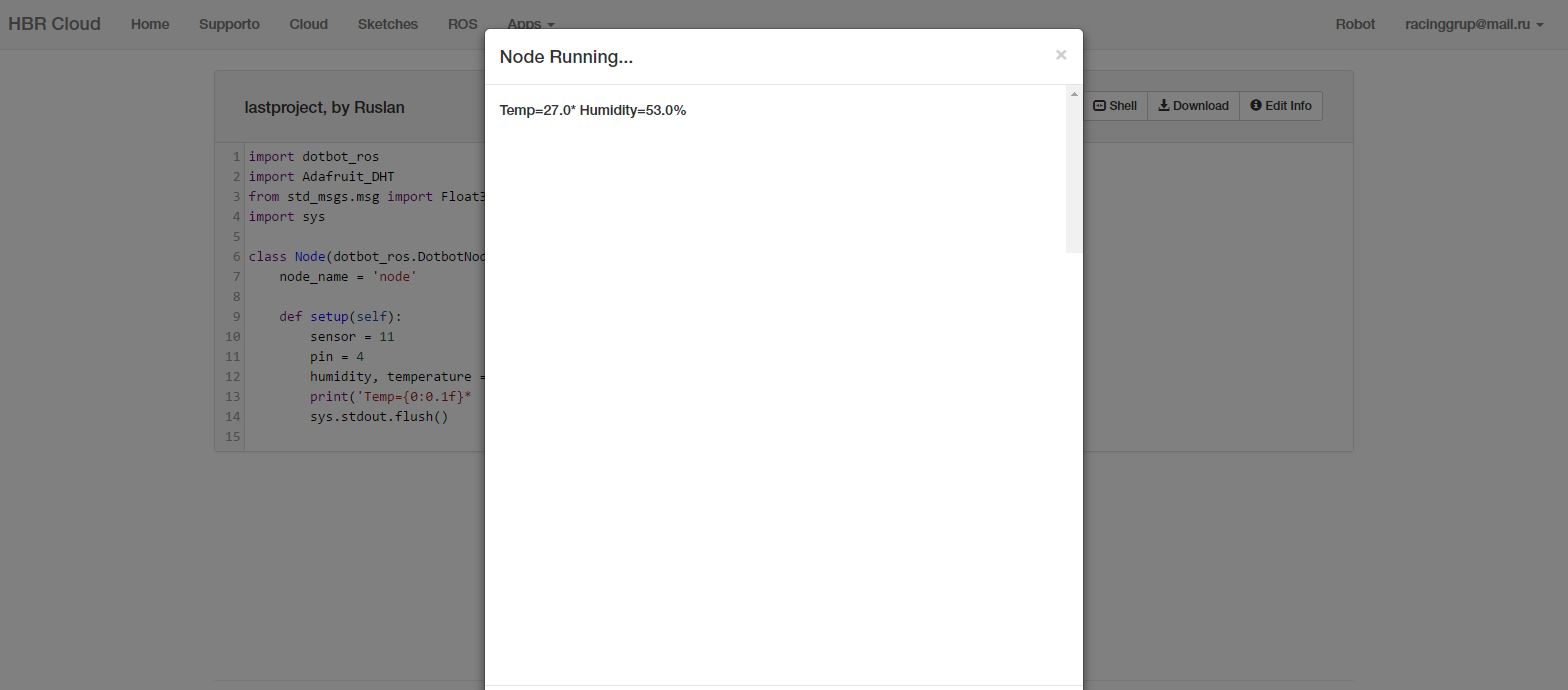 HBR Cloud Home Supporto Cloud Sketches ROS Apps Robot racinggrup@mail.ru
Node Running... ×
Temp=27.0* Humidity=53.0%
lastproject, by Ruslan
Shell Download Edit Info
1 import dotbot_ros
2 import Adafruit_DHT
3 from std_msgs.msg import Float3
4 import sys
5
6 class Node(dotbot_ros.DotbotNod
7 node_name = 'node'
8
9 def setup(self):
10 sensor = 11
11 pin = 4
12 humidity, temperature =
13 print('Temp={0:0.1f}*
14 sys.stdout.flush()
15